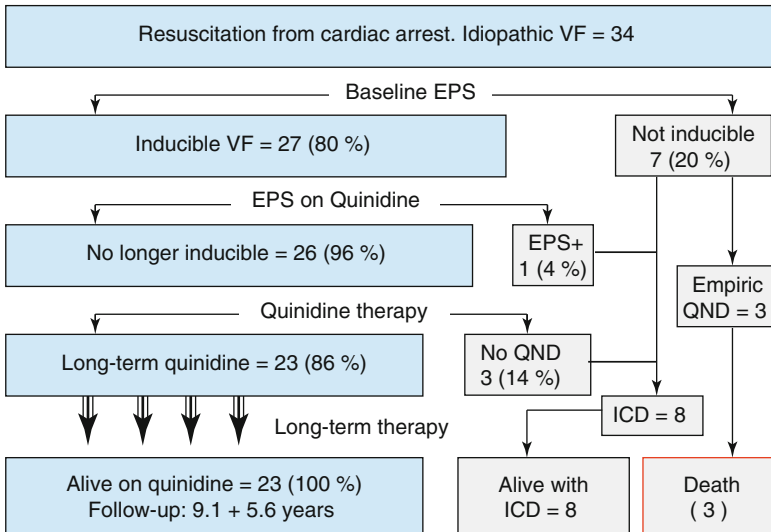 Resuscitation from cardiac arrest. Idiopathic VF = 34
Baseline EPS
Inducible VF = 27 (80 %)
Not inducible
7 (20 %)
EPS on Quinidine
No longer inducible = 26 (96 %)
EPS+
1 (4 %)
Empiric
QND = 3
Quinidine therapy
Long-term quinidine = 23 (86 %)
No QND
3 (14 %)
ICD = 8
Long-term therapy
Alive on quinidine = 23 (100 %)
Follow-up: 9.1 + 5.6 years
Alive with
ICD = 8
Death
( 3 )